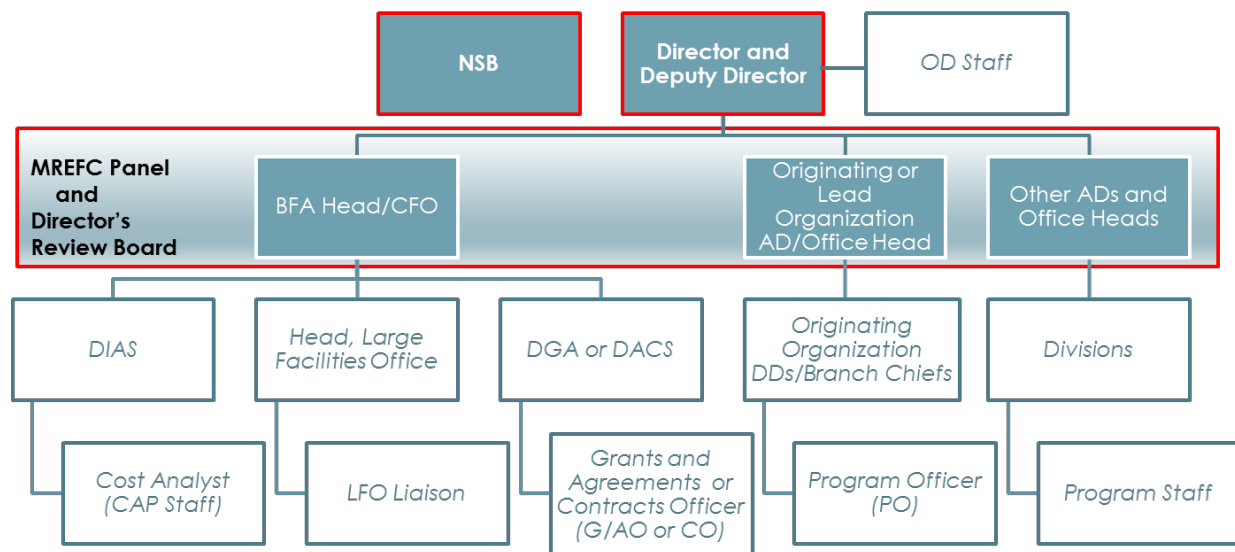 NSB
Director and
Deputy Director
OD Staff
MREFC Panel
and
Director's
Review Board
BFA Head/CFO
Originating or
Lead
Organization
AD/Office Head
Other ADs and
Office Heads
DIAS
Head, Large
Facilities Office
DGA or DACS
Originating
Organization
DDs/Branch Chiefs
Divisions
Cost Analyst
(CAP Staff)
LFO Liaison
Grants and
Agreements or
Contracts Officer
(G/AO or CO)
Program Officer
(PO)
Program Staff